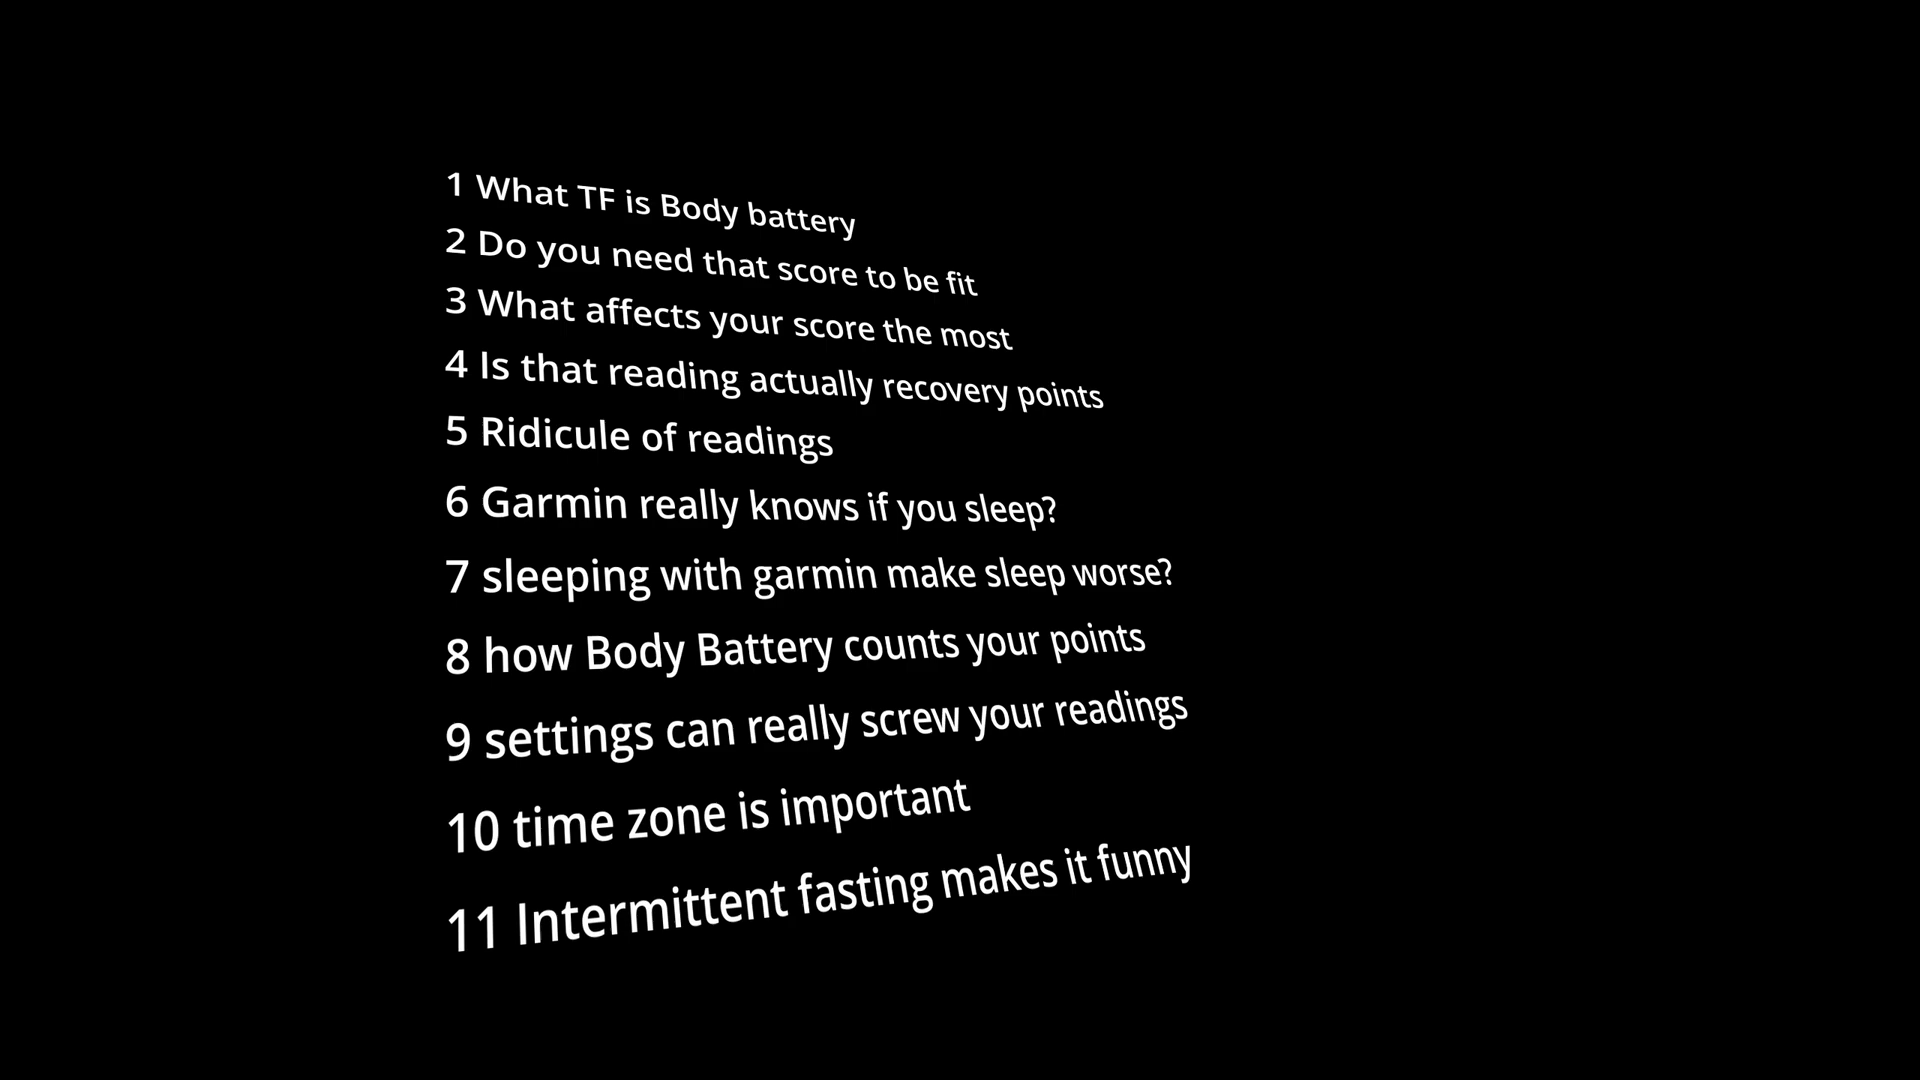 1 What TF is Body battery
2 Do you need that score to be fit
3 What affects your score the most
4 Is that reading actually recovery points
5 Ridicule of readings
6 Garmin really knows if you sleep?
7 sleeping with garmin make sleep worse?
8 how Body Battery counts your points
9 settings can really screw your readings
10 time zone is important
11 Intermittent fasting makes it funny